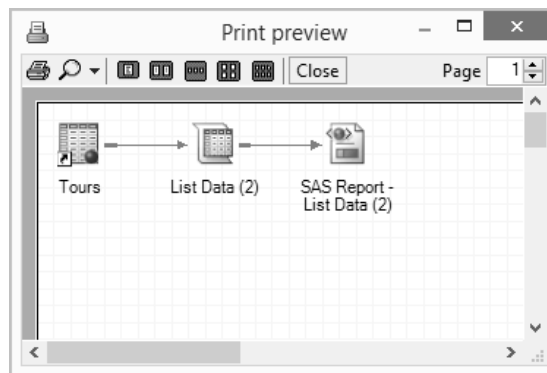 Print preview
Close
Page 1
Tours
List Data (2)
SAS Report -
List Data (2)